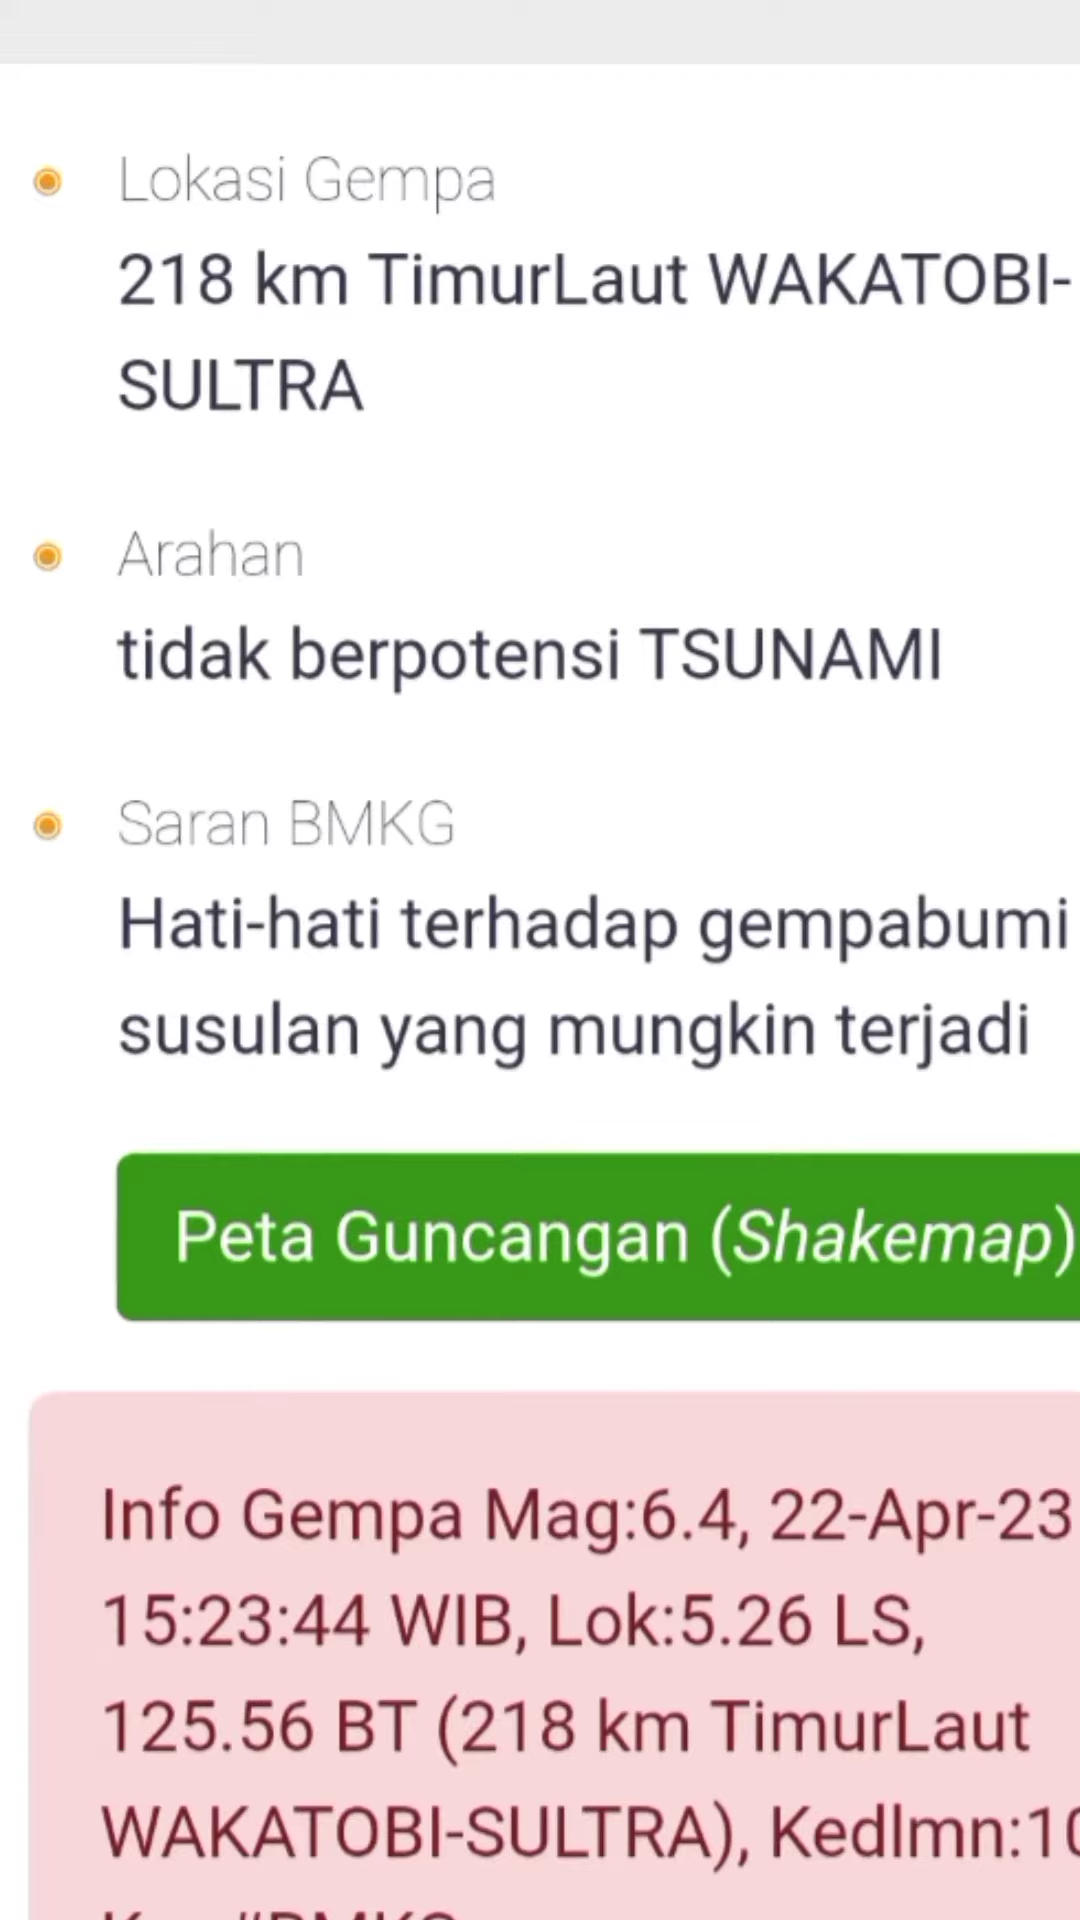 Lokasi Gempa
218 km TimurLaut WAKATOBI-
SULTRA
Arahan
tidak berpotensi TSUNAMI
Saran BMKG
Hati-hati terhadap gempabumi
susulan yang mungkin terjadi
Peta Guncangan (Shakemap)
Info Gempa Mag:6.4, 22-Apr-23
15:23:44 WIB, Lok:5.26 LS,
125.56 BT (218 km TimurLaut
WAKATOBI-SULTRA), Kedlmn:10
#BMKG